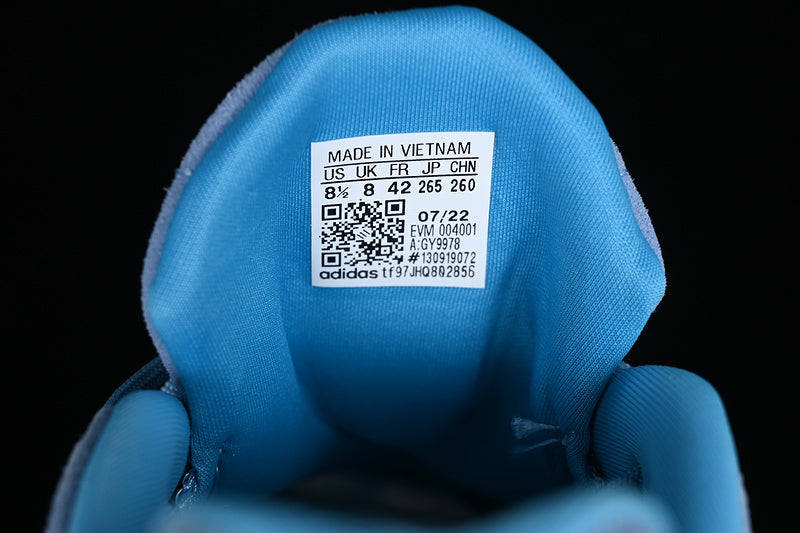 MADE IN VIETNAM
US UK FR JP CHN
8½ 8 42 265 260
07/22
EVM 004001
A:GY9978
#130919072
adidas tf97JHQ802856